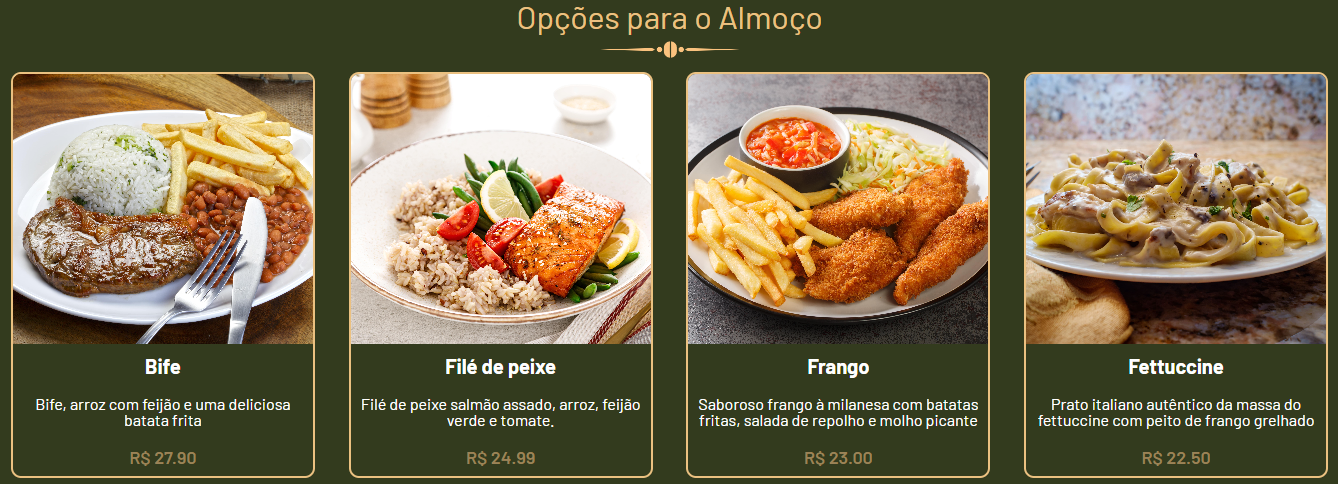 Opções para o Almoço
Bife
Bife, arroz com feijão e uma deliciosa
batata frita
R$ 27.90
Filé de peixe
Filé de peixe salmão assado, arroz, feijão
verde e tomate.
R$ 24.99
Frango
Saboroso frango à milanesa com batatas
fritas, salada de repolho e molho picante
R$ 23.00
Fettuccine
Prato italiano autêntico da massa do
fettuccine com peito de frango grelhado
R$ 22.50